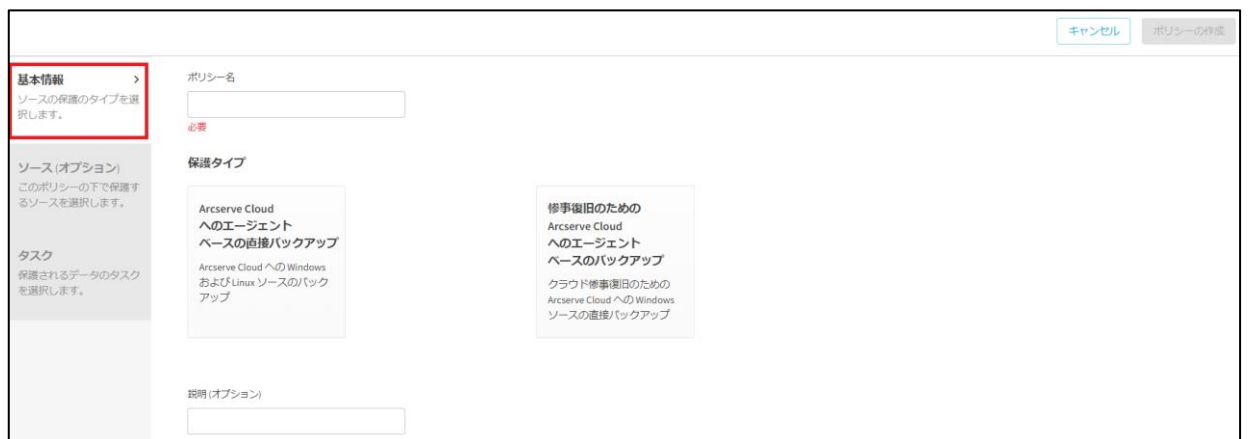 キャンセル
ポリシーの作成
基本情報 >
ソースの保護のタイプを選
択します。
ソース (オプション)
このポリシーの下で保護す
るソースを選択します。
タスク
保護されるデータのタスク
を選択します。
ポリシー名
必要
保護タイプ
Arcserve Cloud
へのエージェント
ベースの直接バックアップ
Arcserve Cloud への Windows
および Linux ソースのバック
アップ
惨事復旧のための
Arcserve Cloud
へのエージェント
ベースのバックアップ
クラウド惨事復旧のための
Arcserve Cloud への Windows
ソースの直接バックアップ
説明 (オプション)